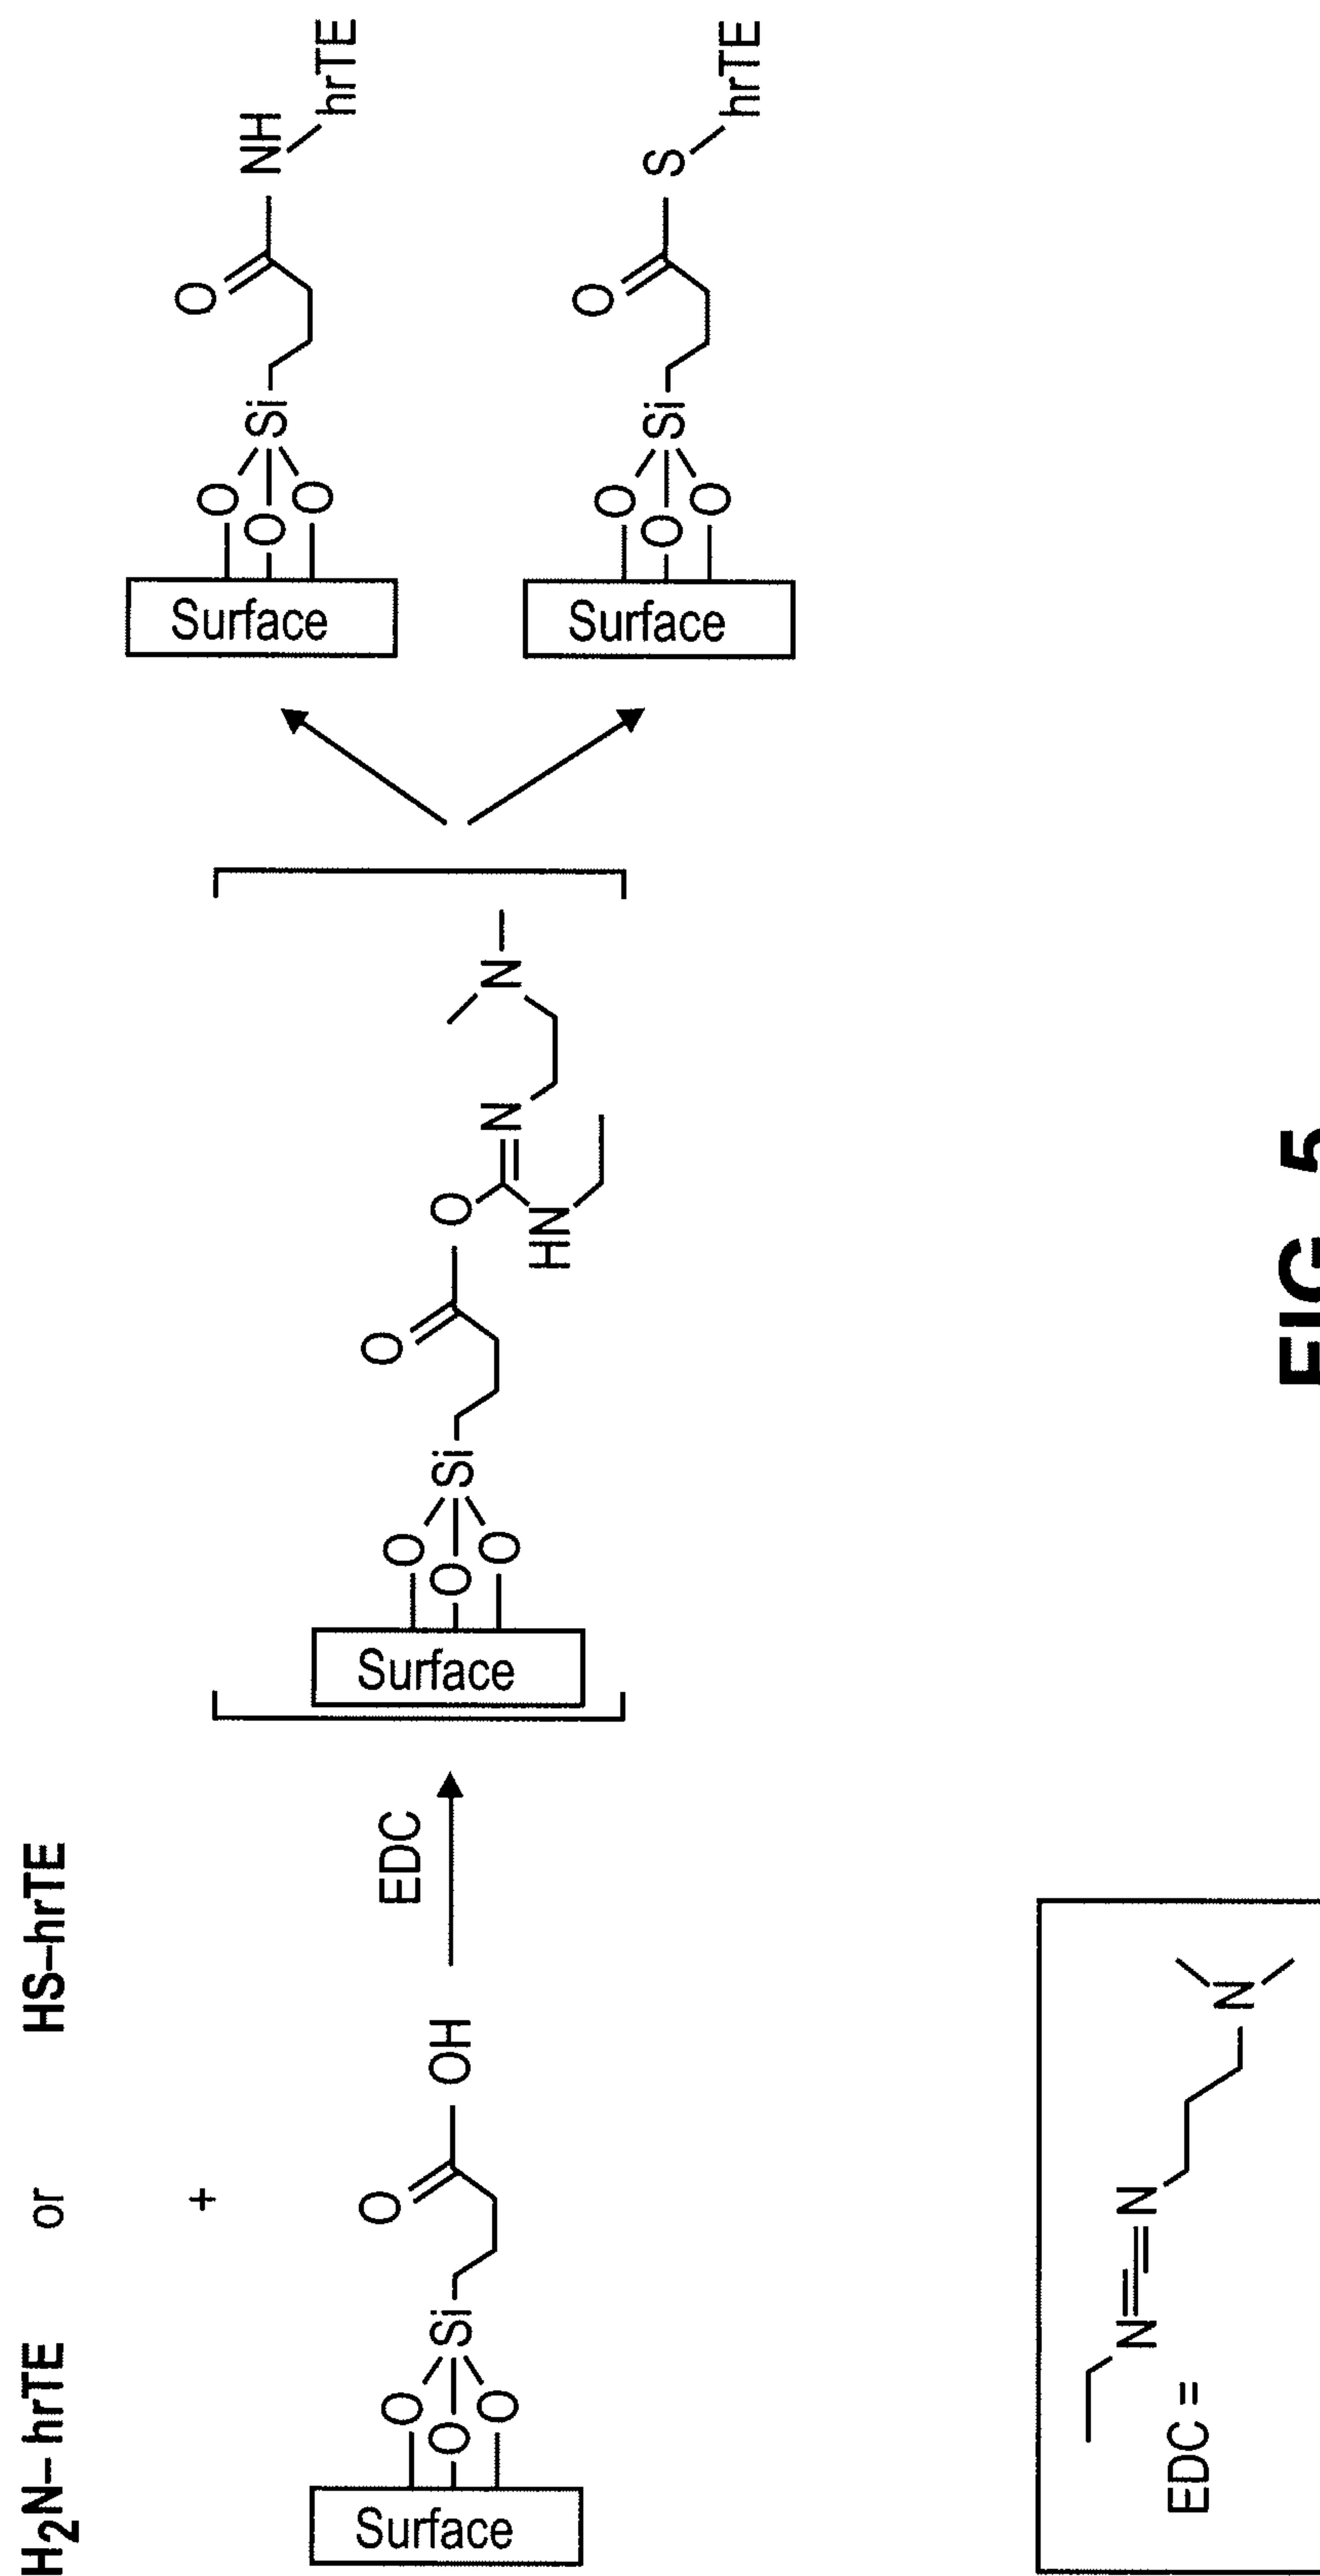 H2N–hrTE or HS–hrTE
+
Surface O O O Si O OH
EDC
Surface O O O Si O O HN N N
Surface O O O Si O NH hrTE
Surface O O O Si O S hrTE
EDC = N N N
FIG. 5